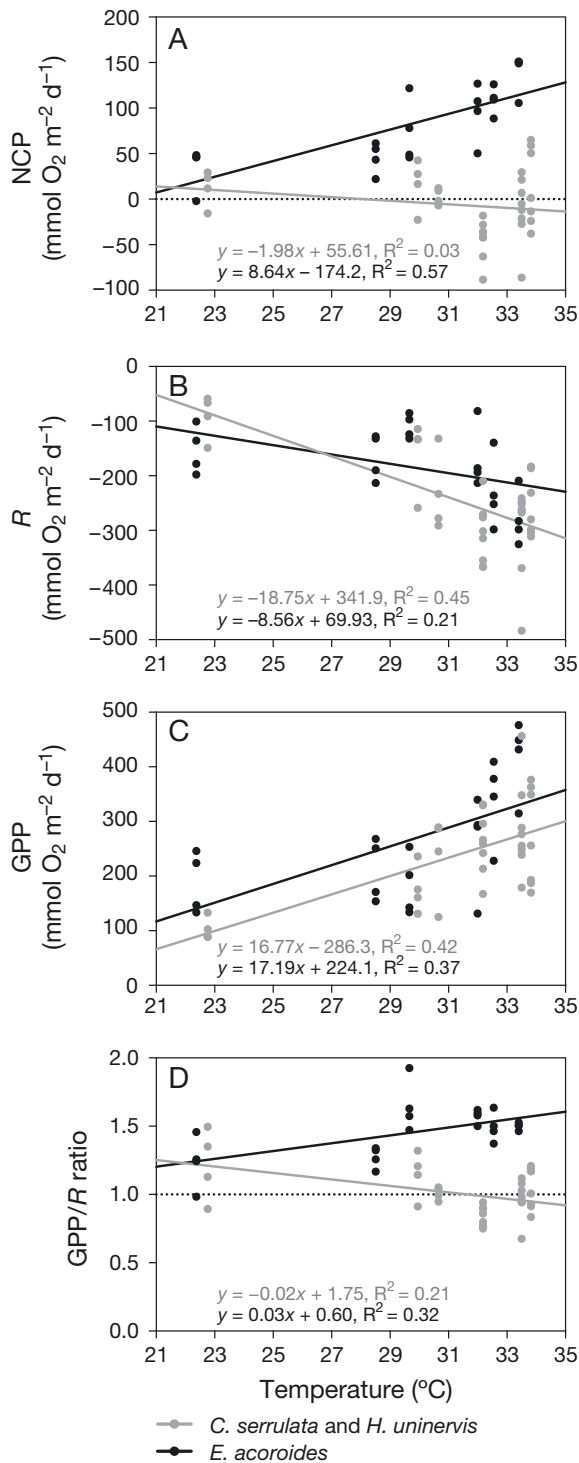 A
NCP
(mmol O2 m−2 d−1)
200
150
100
50
0
−50
−100
y = −1.98x + 55.61, R2 = 0.03
y = 8.64x − 174.2, R2 = 0.57
21 23 25 27 29 31 33 35
B
R
(mmol O2 m−2 d−1)
0
−100
−200
−300
−400
−500
y = −18.75x + 341.9, R2 = 0.45
y = −8.56x + 69.93, R2 = 0.21
21 23 25 27 29 31 33 35
C
GPP
(mmol O2 m−2 d−1)
500
400
300
200
100
0
y = 16.77x − 286.3, R2 = 0.42
y = 17.19x + 224.1, R2 = 0.37
21 23 25 27 29 31 33 35
D
GPP/R ratio
2.0
1.5
1.0
0.5
0.0
y = −0.02x + 1.75, R2 = 0.21
y = 0.03x + 0.60, R2 = 0.32
21 23 25 27 29 31 33 35
Temperature (ºC)
C. serrulata and H. uninervis
E. acoroides